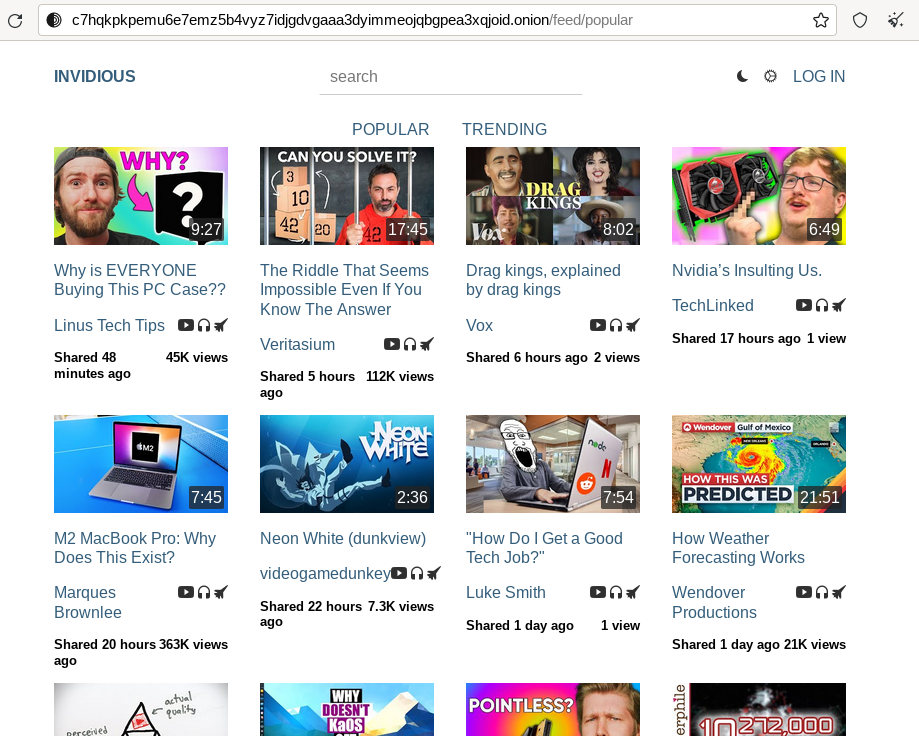 c7hqkpkpemu6e7emz5b4vyz7idjgdvgaaa3dyimmeojqbgpea3xqjoid.onion/feed/popular
INVIDIOUS
search
LOG IN
POPULAR
TRENDING
WHY?
?
9:27
CAN YOU SOLVE IT?
3
10
42
20
42
17:45
DRAG
KINGS
Vox
8:02
6:49
Why is EVERYONE
Buying This PC Case??
Linus Tech Tips
Shared 48
minutes ago
45K views
The Riddle That Seems
Impossible Even If You
Know The Answer
Veritasium
Shared 5 hours
ago
112K views
Drag kings, explained
by drag kings
Vox
Shared 6 hours ago
2 views
Nvidia’s Insulting Us.
TechLinked
Shared 17 hours ago
1 view
M2
7:45
NEON
WHITE
2:36
node
7:54
Wendover
Gulf of Mexico
NEW ORLEANS
ORLANDO
HOW THIS WAS
PREDICTED
21:51
M2 MacBook Pro: Why
Does This Exist?
Marques
Brownlee
Shared 20 hours
ago
363K views
Neon White (dunkview)
videogamedunkey
Shared 22 hours
ago
7.3K views
"How Do I Get a Good
Tech Job?"
Luke Smith
Shared 1 day ago
1 view
How Weather
Forecasting Works
Wendover
Productions
Shared 1 day ago
21K views
actual
quality
perceived
WHY
DOESN'T
KaOS
POINTLESS?
erphile